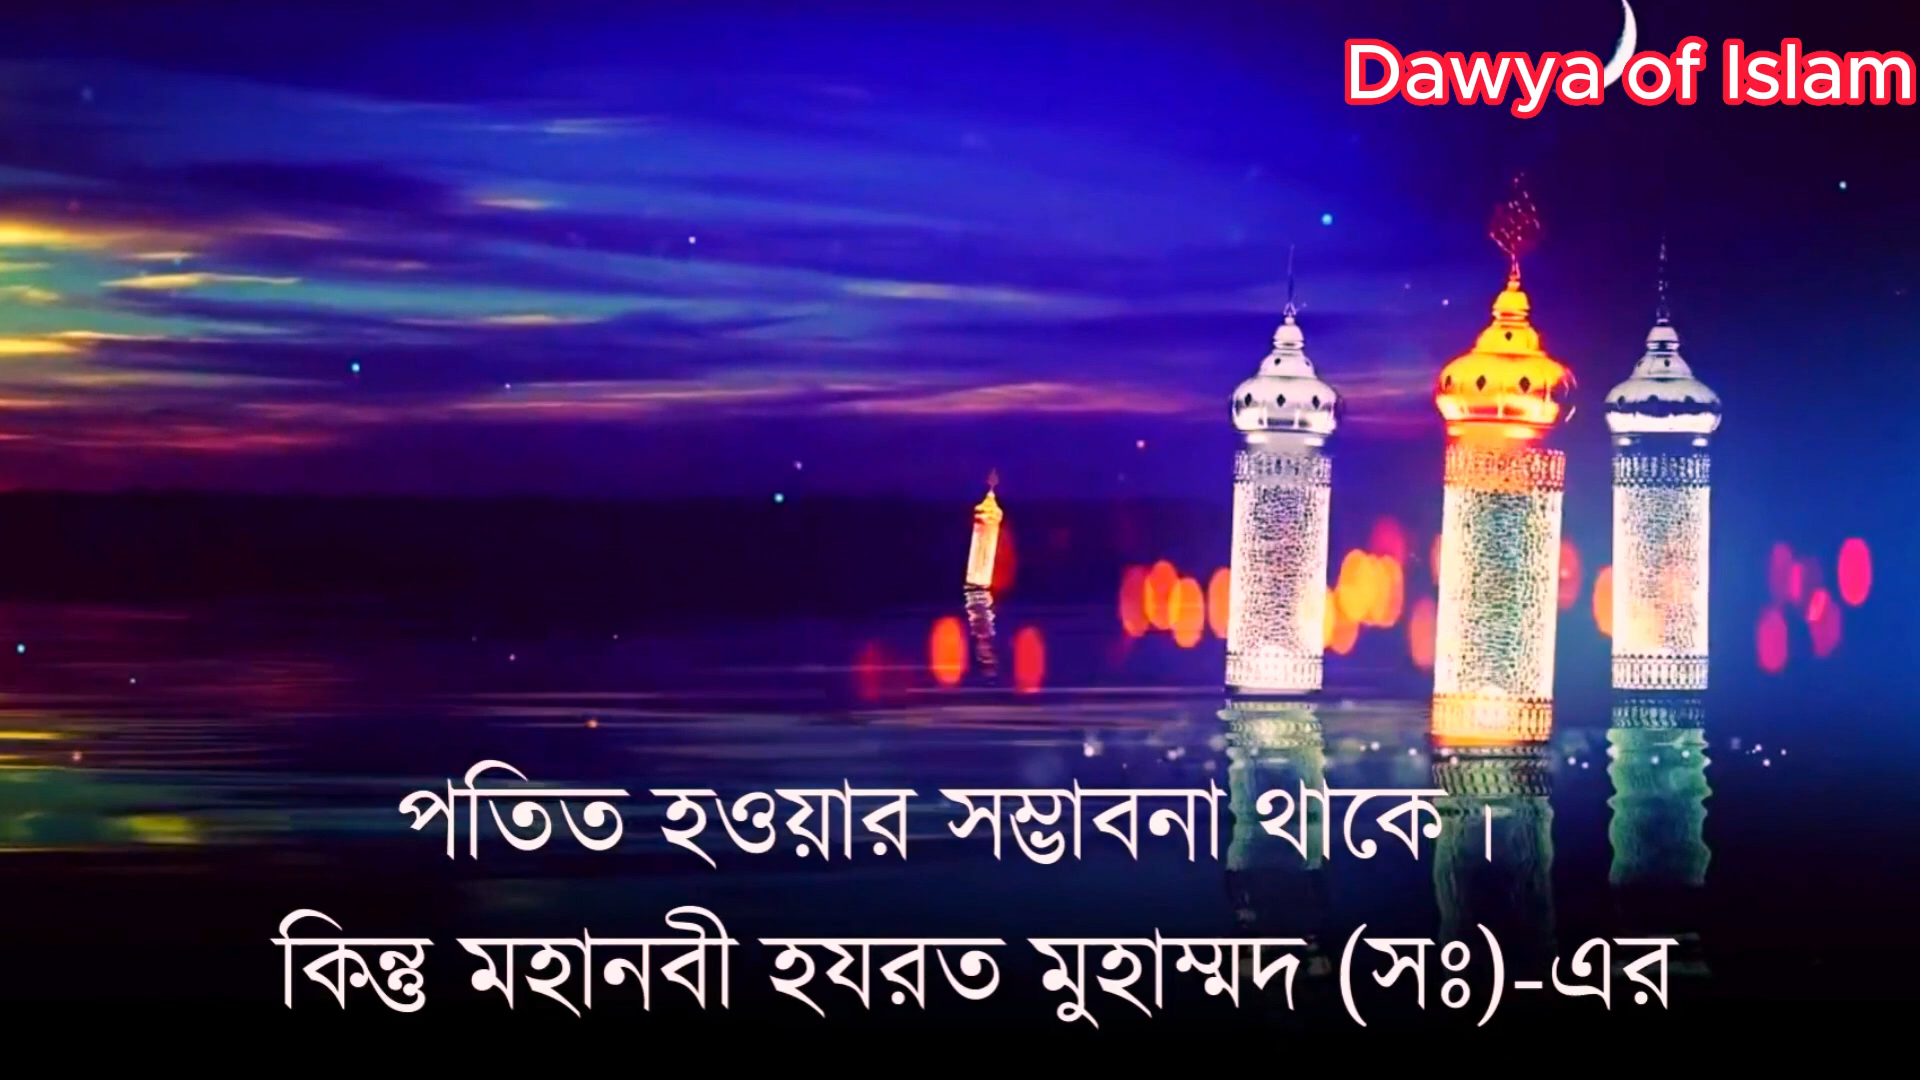 Dawya of Islam
পতিত হওয়ার সম্ভাবনা থাকে।
কিন্তু মহানবী হযরত মুহাম্মদ (সঃ)-এর